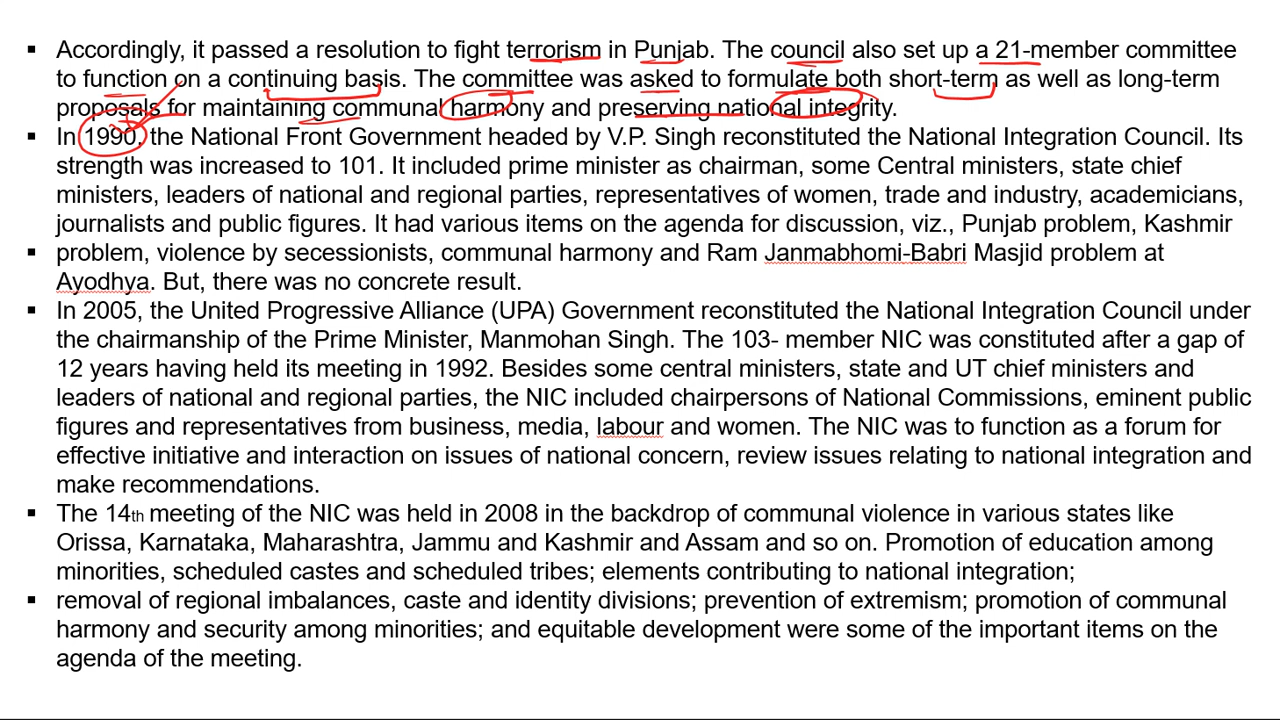 ▪ Accordingly, it passed a resolution to fight terrorism in Punjab. The council also set up a 21-member committee
to function on a continuing basis. The committee was asked to formulate both short-term as well as long-term
proposals for maintaining communal harmony and preserving national integrity.
▪ In 1990, the National Front Government headed by V.P. Singh reconstituted the National Integration Council. Its
strength was increased to 101. It included prime minister as chairman, some Central ministers, state chief
ministers, leaders of national and regional parties, representatives of women, trade and industry, academicians,
journalists and public figures. It had various items on the agenda for discussion, viz., Punjab problem, Kashmir
▪ problem, violence by secessionists, communal harmony and Ram Janmabhomi-Babri Masjid problem at
Ayodhya. But, there was no concrete result.
▪ In 2005, the United Progressive Alliance (UPA) Government reconstituted the National Integration Council under
the chairmanship of the Prime Minister, Manmohan Singh. The 103- member NIC was constituted after a gap of
12 years having held its meeting in 1992. Besides some central ministers, state and UT chief ministers and
leaders of national and regional parties, the NIC included chairpersons of National Commissions, eminent public
figures and representatives from business, media, labour and women. The NIC was to function as a forum for
effective initiative and interaction on issues of national concern, review issues relating to national integration and
make recommendations.
▪ The 14th meeting of the NIC was held in 2008 in the backdrop of communal violence in various states like
Orissa, Karnataka, Maharashtra, Jammu and Kashmir and Assam and so on. Promotion of education among
minorities, scheduled castes and scheduled tribes; elements contributing to national integration;
▪ removal of regional imbalances, caste and identity divisions; prevention of extremism; promotion of communal
harmony and security among minorities; and equitable development were some of the important items on the
agenda of the meeting.